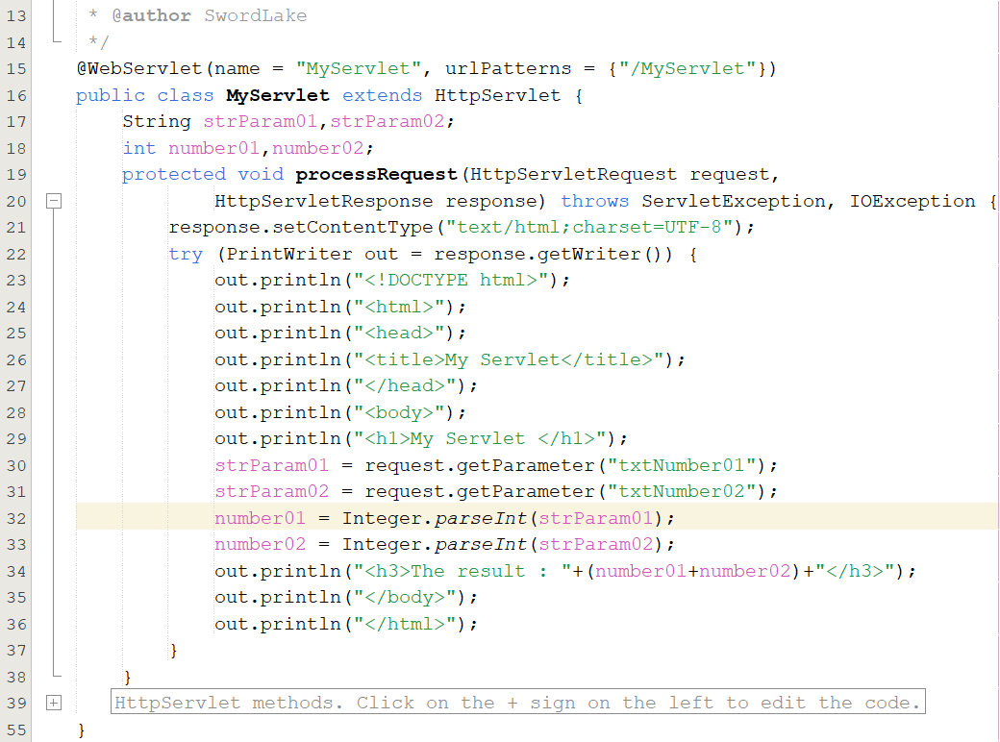 13 * @author SwordLake
14 */
15 @WebServlet(name = "MyServlet", urlPatterns = {"/MyServlet"})
16 public class MyServlet extends HttpServlet {
17 String strParam01,strParam02;
18 int number01,number02;
19 protected void processRequest(HttpServletRequest request,
20 HttpServletResponse response) throws ServletException, IOException {
21 response.setContentType("text/html;charset=UTF-8");
22 try (PrintWriter out = response.getWriter()) {
23 out.println("<!DOCTYPE html>");
24 out.println("<html>");
25 out.println("<head>");
26 out.println("<title>My Servlet</title>");
27 out.println("</head>");
28 out.println("<body>");
29 out.println("<h1>My Servlet </h1>");
30 strParam01 = request.getParameter("txtNumber01");
31 strParam02 = request.getParameter("txtNumber02");
32 number01 = Integer.parseInt(strParam01);
33 number02 = Integer.parseInt(strParam02);
34 out.println("<h3>The result : "+(number01+number02)+"</h3>");
35 out.println("</body>");
36 out.println("</html>");
37 }
38 }
39 HttpServlet methods. Click on the + sign on the left to edit the code.
55 }